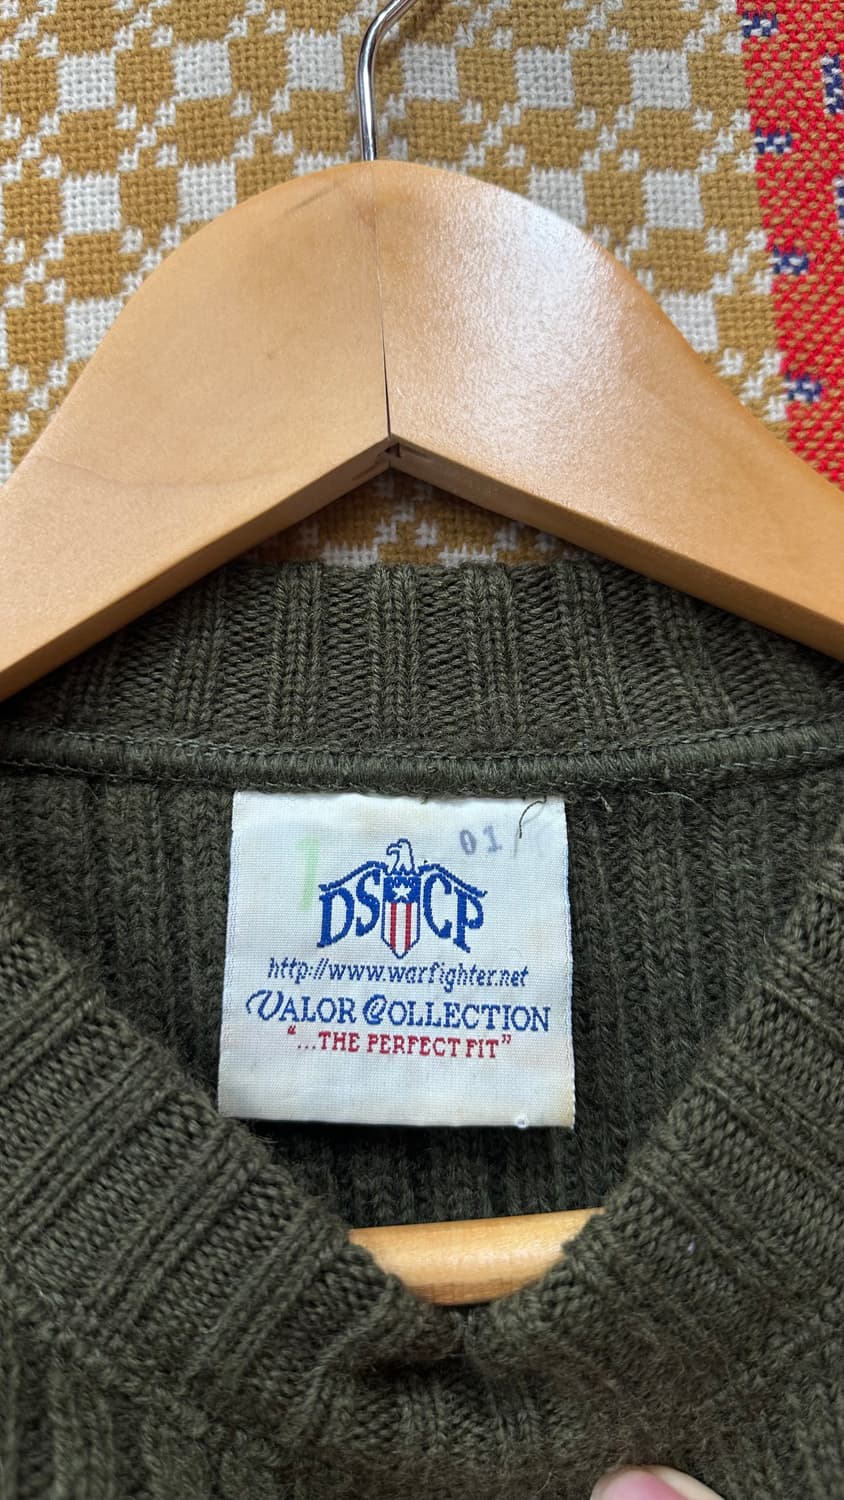 01
DSCP
http://www.warfighter.net
VALOR COLLECTION
"...THE PERFECT FIT"